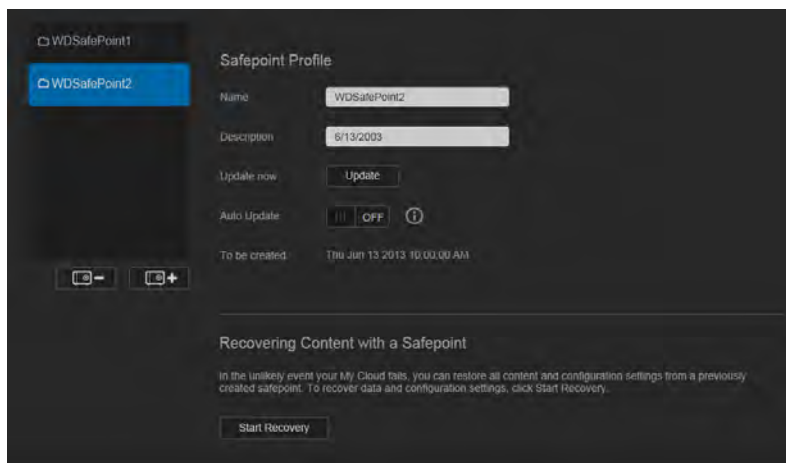 WDSafePoint1
WDSafePoint2
Safepoint Profile
Name WDSafePoint2
Description 6/13/2003
Update now Update
Auto Update OFF
To be created Thu Jun 13 2013 10:00:00 AM
Recovering Content with a Safepoint
In the unlikely event your My Cloud fails, you can restore all content and configuration settings from a previously
created safepoint. To recover data and configuration settings, click Start Recovery.
Start Recovery